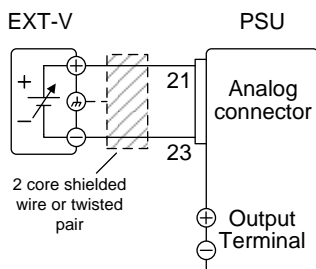 EXT-V
PSU
+
−
+
−
21
23
Analog
connector
2 core shielded
wire or twisted
pair
+
−
Output
Terminal